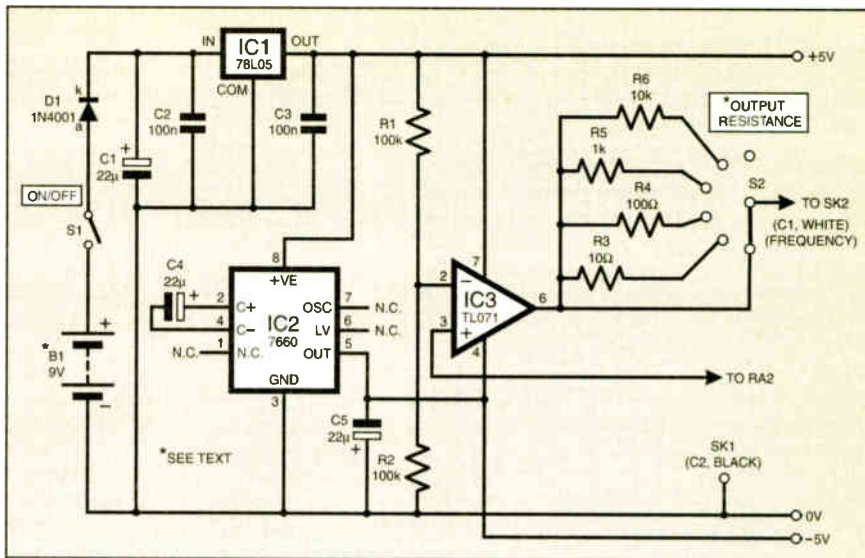 IN
IC1
78L05
OUT
COM
+5V
k
D1
1N4001
a
C2
100n
C3
100n
R1
100k
R6
10k
*OUTPUT
RESISTANCE
R5
1k
+
C1
22µ
ON/OFF
S1
R4
100Ω
S2
TO SK2
(C1, WHITE)
(FREQUENCY)
R3
10Ω
8
+VE
C4
22µ
+
2
C+
4
C−
1
N.C.
N.C.
IC2
7660
OSC
7
N.C.
LV
6
N.C.
OUT
5
GND
3
2
−
IC3
TL071
3
+
7
6
4
TO RA2
+
*B1
9V
−
*SEE TEXT
C5
22µ
+
R2
100k
SK1
(C2, BLACK)
0V
−5V